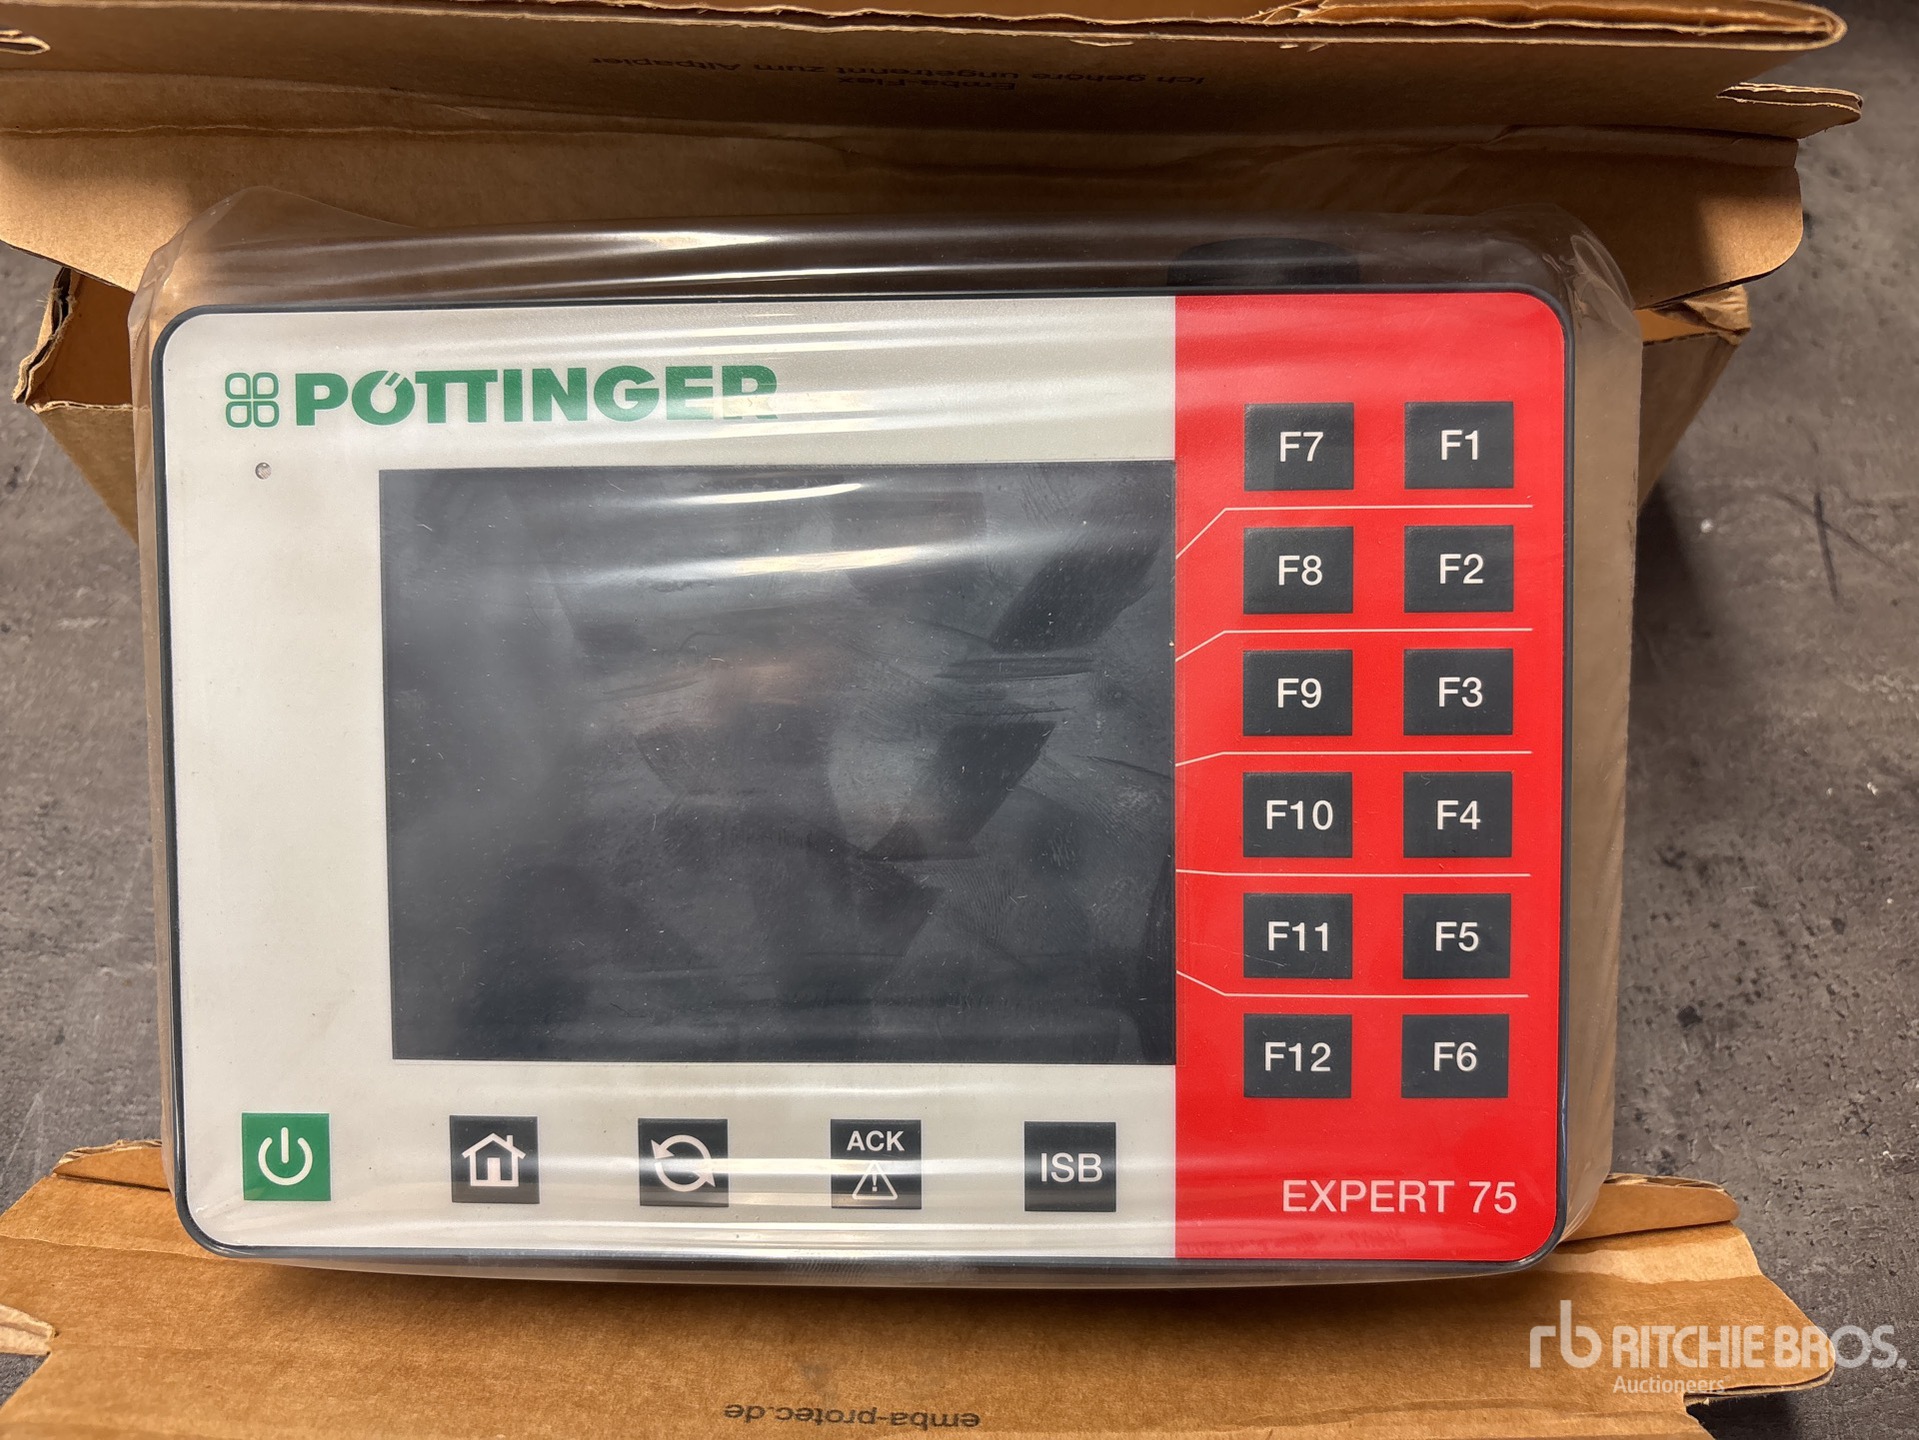 Ich gehöre ungetrennt zum Altpapier
Emba-Flex
PÖTTINGER
F7 F1
F8 F2
F9 F3
F10 F4
F11 F5
F12 F6
ACK
ISB
EXPERT 75
rb RITCHIE BROS.
Auctioneers
emba-protec.de